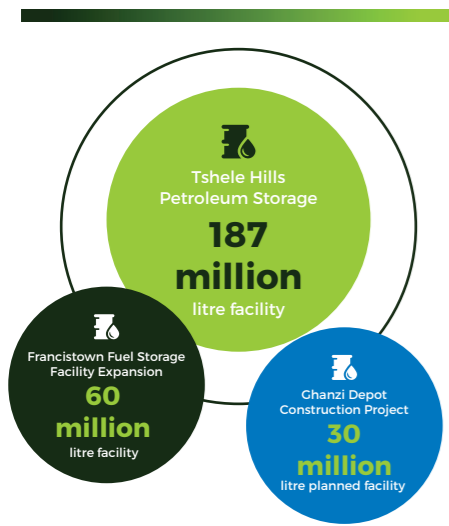 Tshele Hills
Petroleum Storage
187
million
litre facility
Francistown Fuel Storage
Facility Expansion
60
million
litre facility
Ghanzi Depot
Construction Project
30
million
litre planned facility